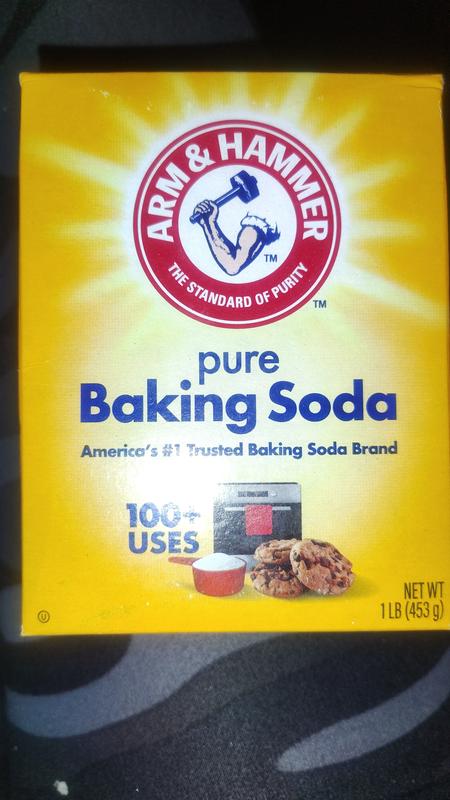 ARM & HAMMER
TM
THE STANDARD OF PURITY
TM
pure
Baking Soda
America's #1 Trusted Baking Soda Brand
100+
USES
NET WT
1 LB (453 g)
U